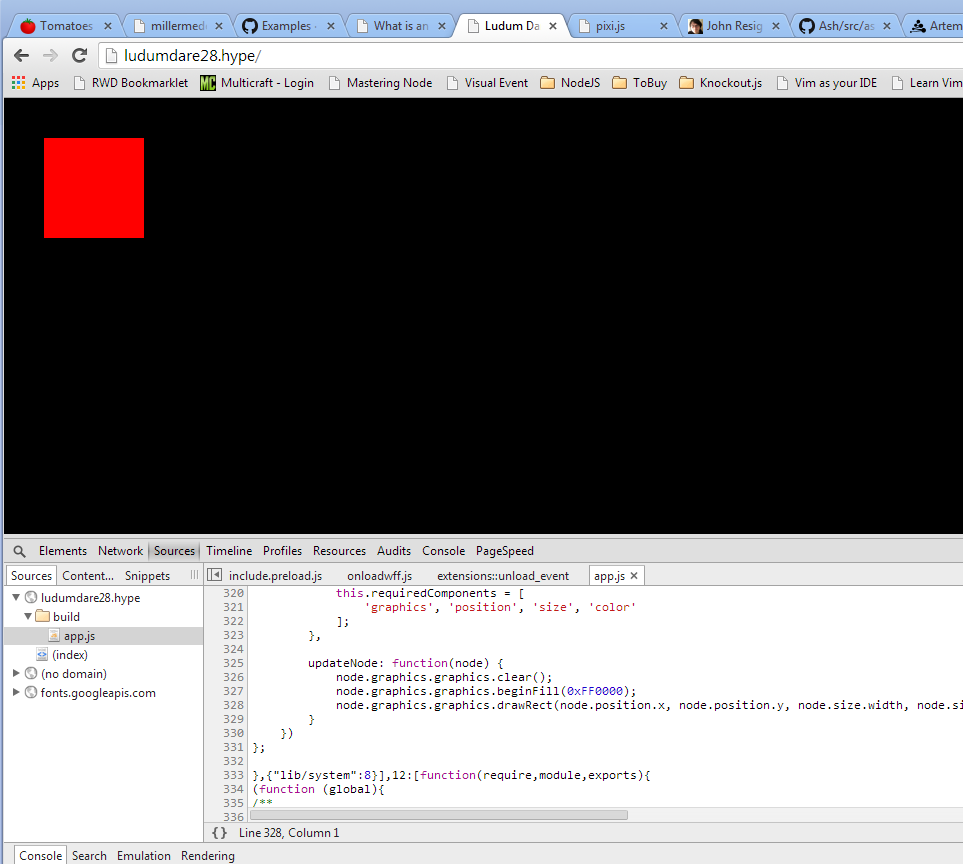 Tomatoes
millermed
Examples
What is an
Ludum Da
pixi.js
John Resig
Ash/src/as
Artem
ludumdare28.hype/
Apps RWD Bookmarklet Multicraft - Login Mastering Node Visual Event NodeJS ToBuy Knockout.js Vim as your IDE Learn Vim
Elements Network Sources Timeline Profiles Resources Audits Console PageSpeed
Sources Content... Snippets
include.preload.js onloadwff.js extensions::unload_event app.js
ludumdare28.hype
build
app.js
(index)
(no domain)
fonts.googleapis.com
320 this.requiredComponents = [
321 'graphics', 'position', 'size', 'color'
322 ];
323 },
324
325 updateNode: function(node) {
326 node.graphics.graphics.clear();
327 node.graphics.graphics.beginFill(0xFF0000);
328 node.graphics.graphics.drawRect(node.position.x, node.position.y, node.size.width, node.si
329 }
330 })
331 };
332
333 },{"lib/system":8}],12:[function(require,module,exports){
334 (function (global){
335 /**
336
{} Line 328, Column 1
Console Search Emulation Rendering